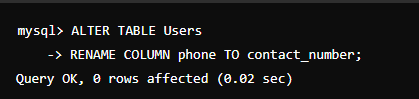 mysql> ALTER TABLE Users
    -> RENAME COLUMN phone TO contact_number;
Query OK, 0 rows affected (0.02 sec)